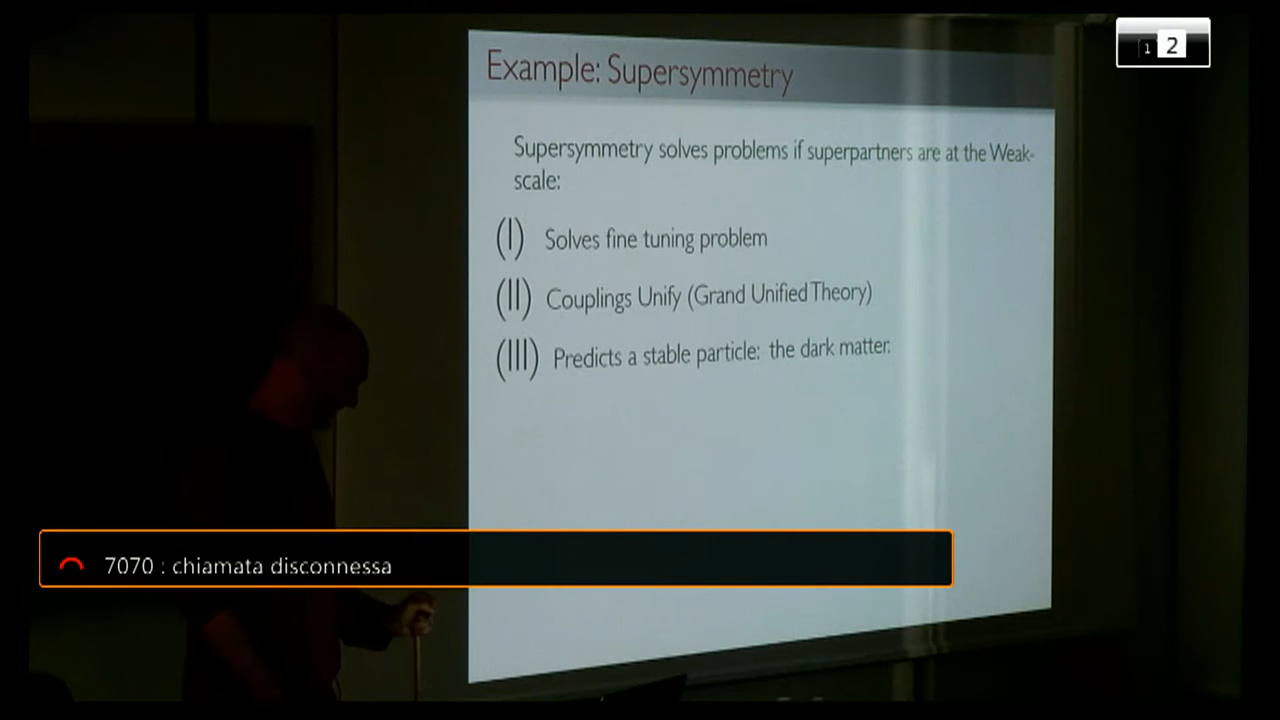 1 2
Example: Supersymmetry
Supersymmetry solves problems if superpartners are at the Weak-
scale:
(I) Solves fine tuning problem
(II) Couplings Unify (Grand Unified Theory)
(III) Predicts a stable particle: the dark matter.
7070 : chiamata disconnessa